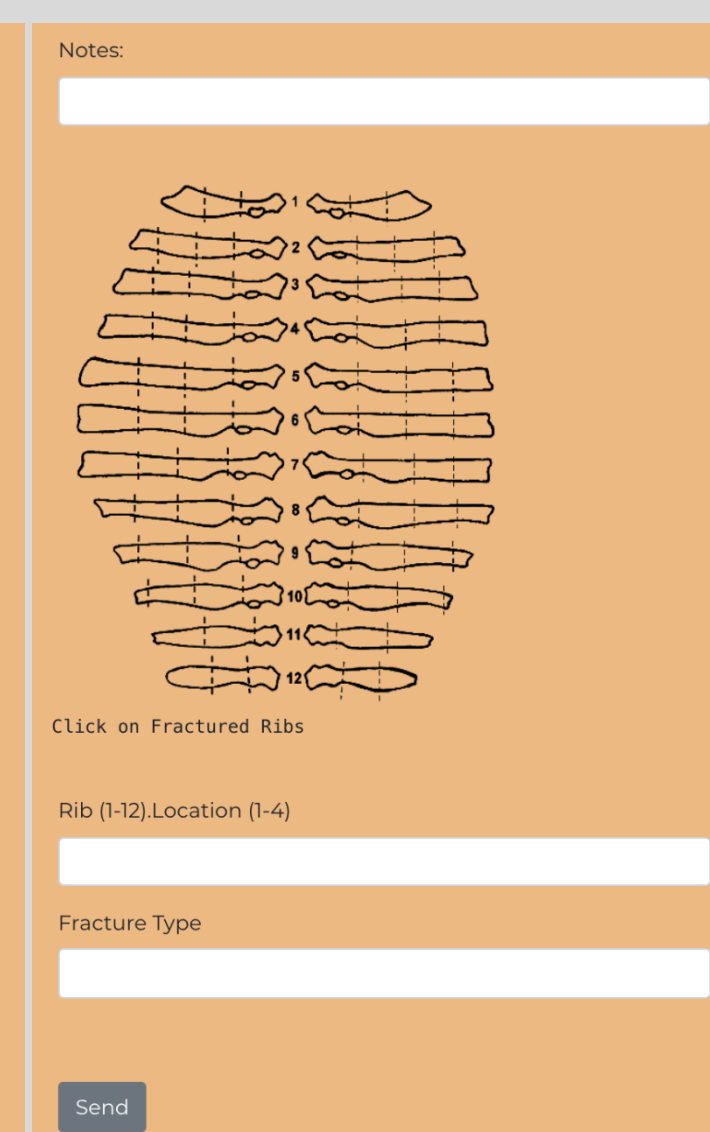 Notes:
1
2
3
4
5
6
7
8
9
10
11
12
Click on Fractured Ribs
Rib (1-12).Location (1-4)
Fracture Type
Send